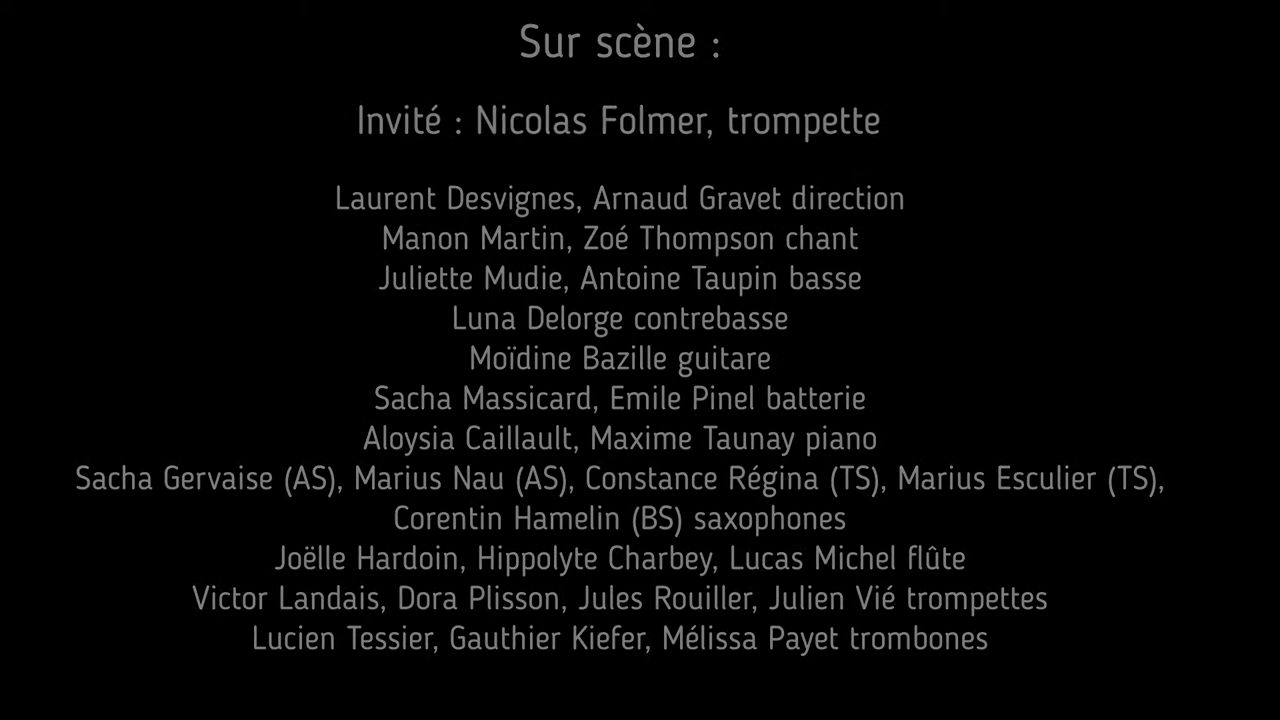 Sur scène :
Invité : Nicolas Folmer, trompette
Laurent Desvignes, Arnaud Gravet direction
Manon Martin, Zoé Thompson chant
Juliette Mudie, Antoine Taupin basse
Luna Delorge contrebasse
Moïdine Bazille guitare
Sacha Massicard, Emile Pinel batterie
Aloysia Caillault, Maxime Taunay piano
Sacha Gervaise (AS), Marius Nau (AS), Constance Régina (TS), Marius Esculier (TS),
Corentin Hamelin (BS) saxophones
Joëlle Hardoin, Hippolyte Charbey, Lucas Michel flûte
Victor Landais, Dora Plisson, Jules Rouiller, Julien Vié trompettes
Lucien Tessier, Gauthier Kiefer, Mélissa Payet trombones